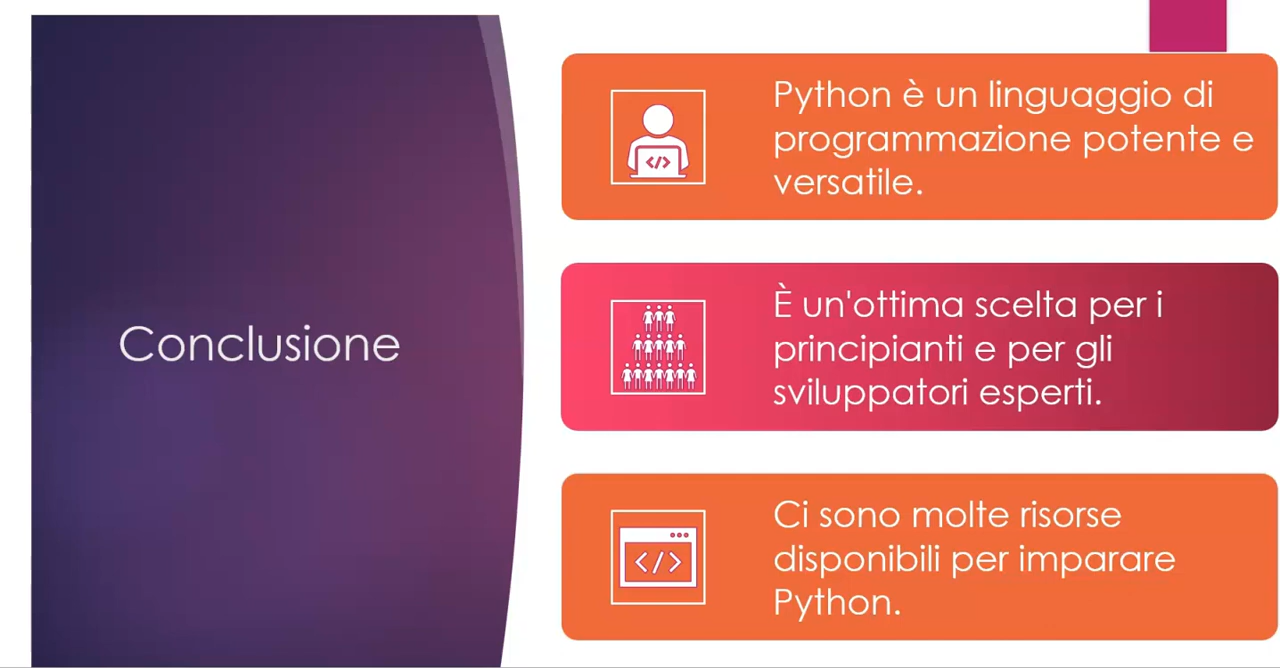 Conclusione
Python è un linguaggio di
programmazione potente e
versatile.
È un'ottima scelta per i
principianti e per gli
sviluppatori esperti.
Ci sono molte risorse
disponibili per imparare
Python.